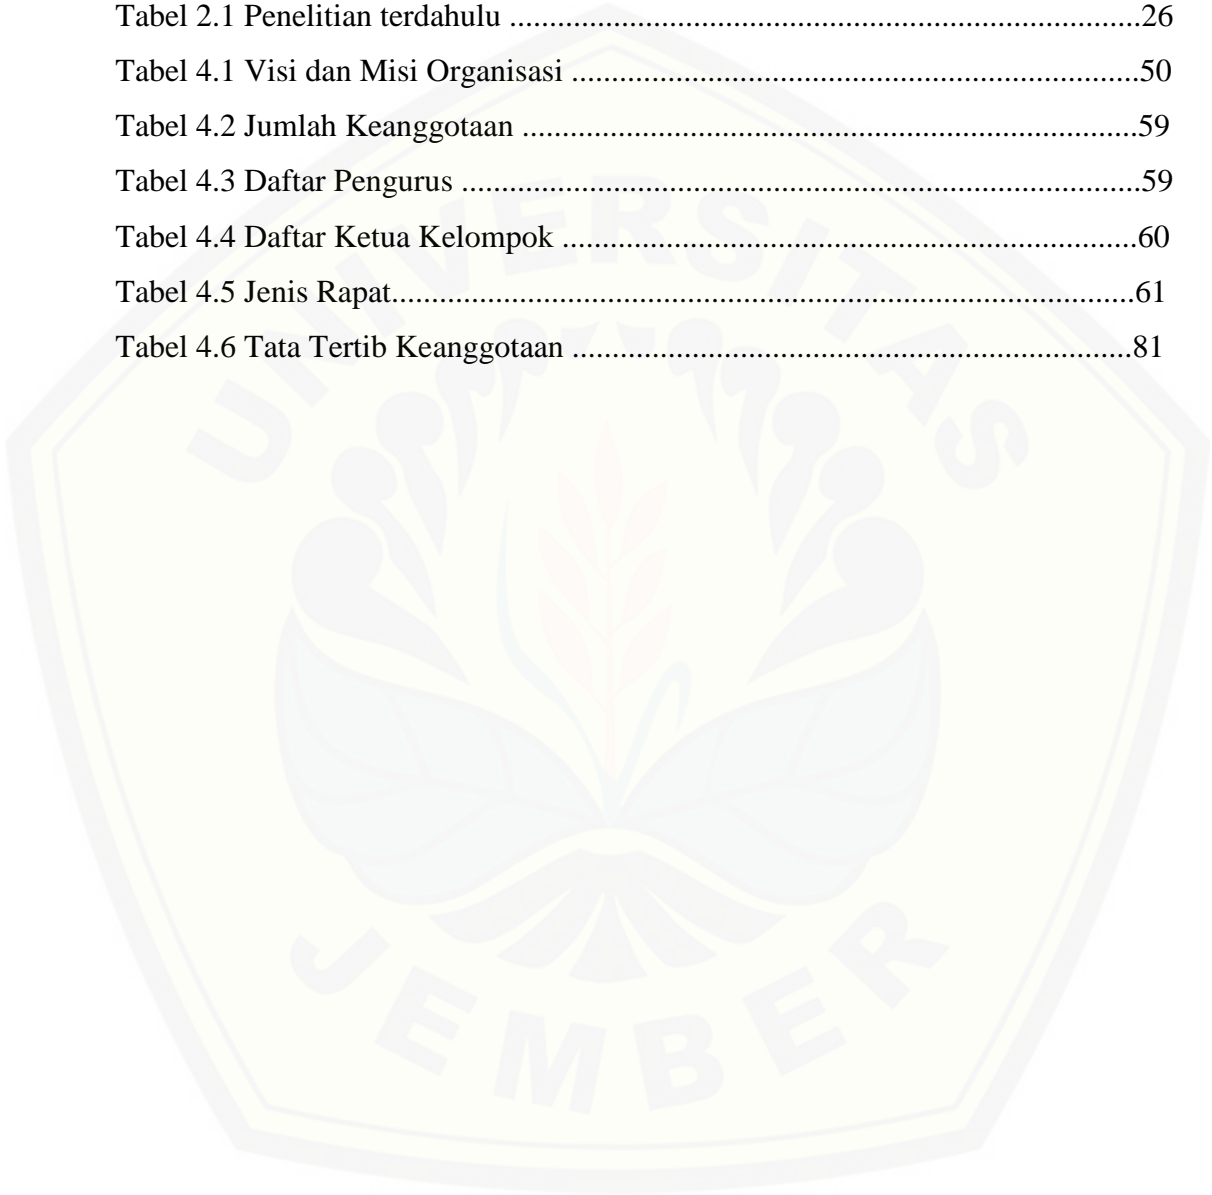 Tabel 2.1 Penelitian terdahulu ................................................................................26
Tabel 4.1 Visi dan Misi Organisasi ........................................................................50
Tabel 4.2 Jumlah Keanggotaan ..............................................................................59
Tabel 4.3 Daftar Pengurus ......................................................................................59
Tabel 4.4 Daftar Ketua Kelompok .........................................................................60
Tabel 4.5 Jenis Rapat..............................................................................................61
Tabel 4.6 Tata Tertib Keanggotaan .......................................................................81
UNIVERSITAS
JEMBER